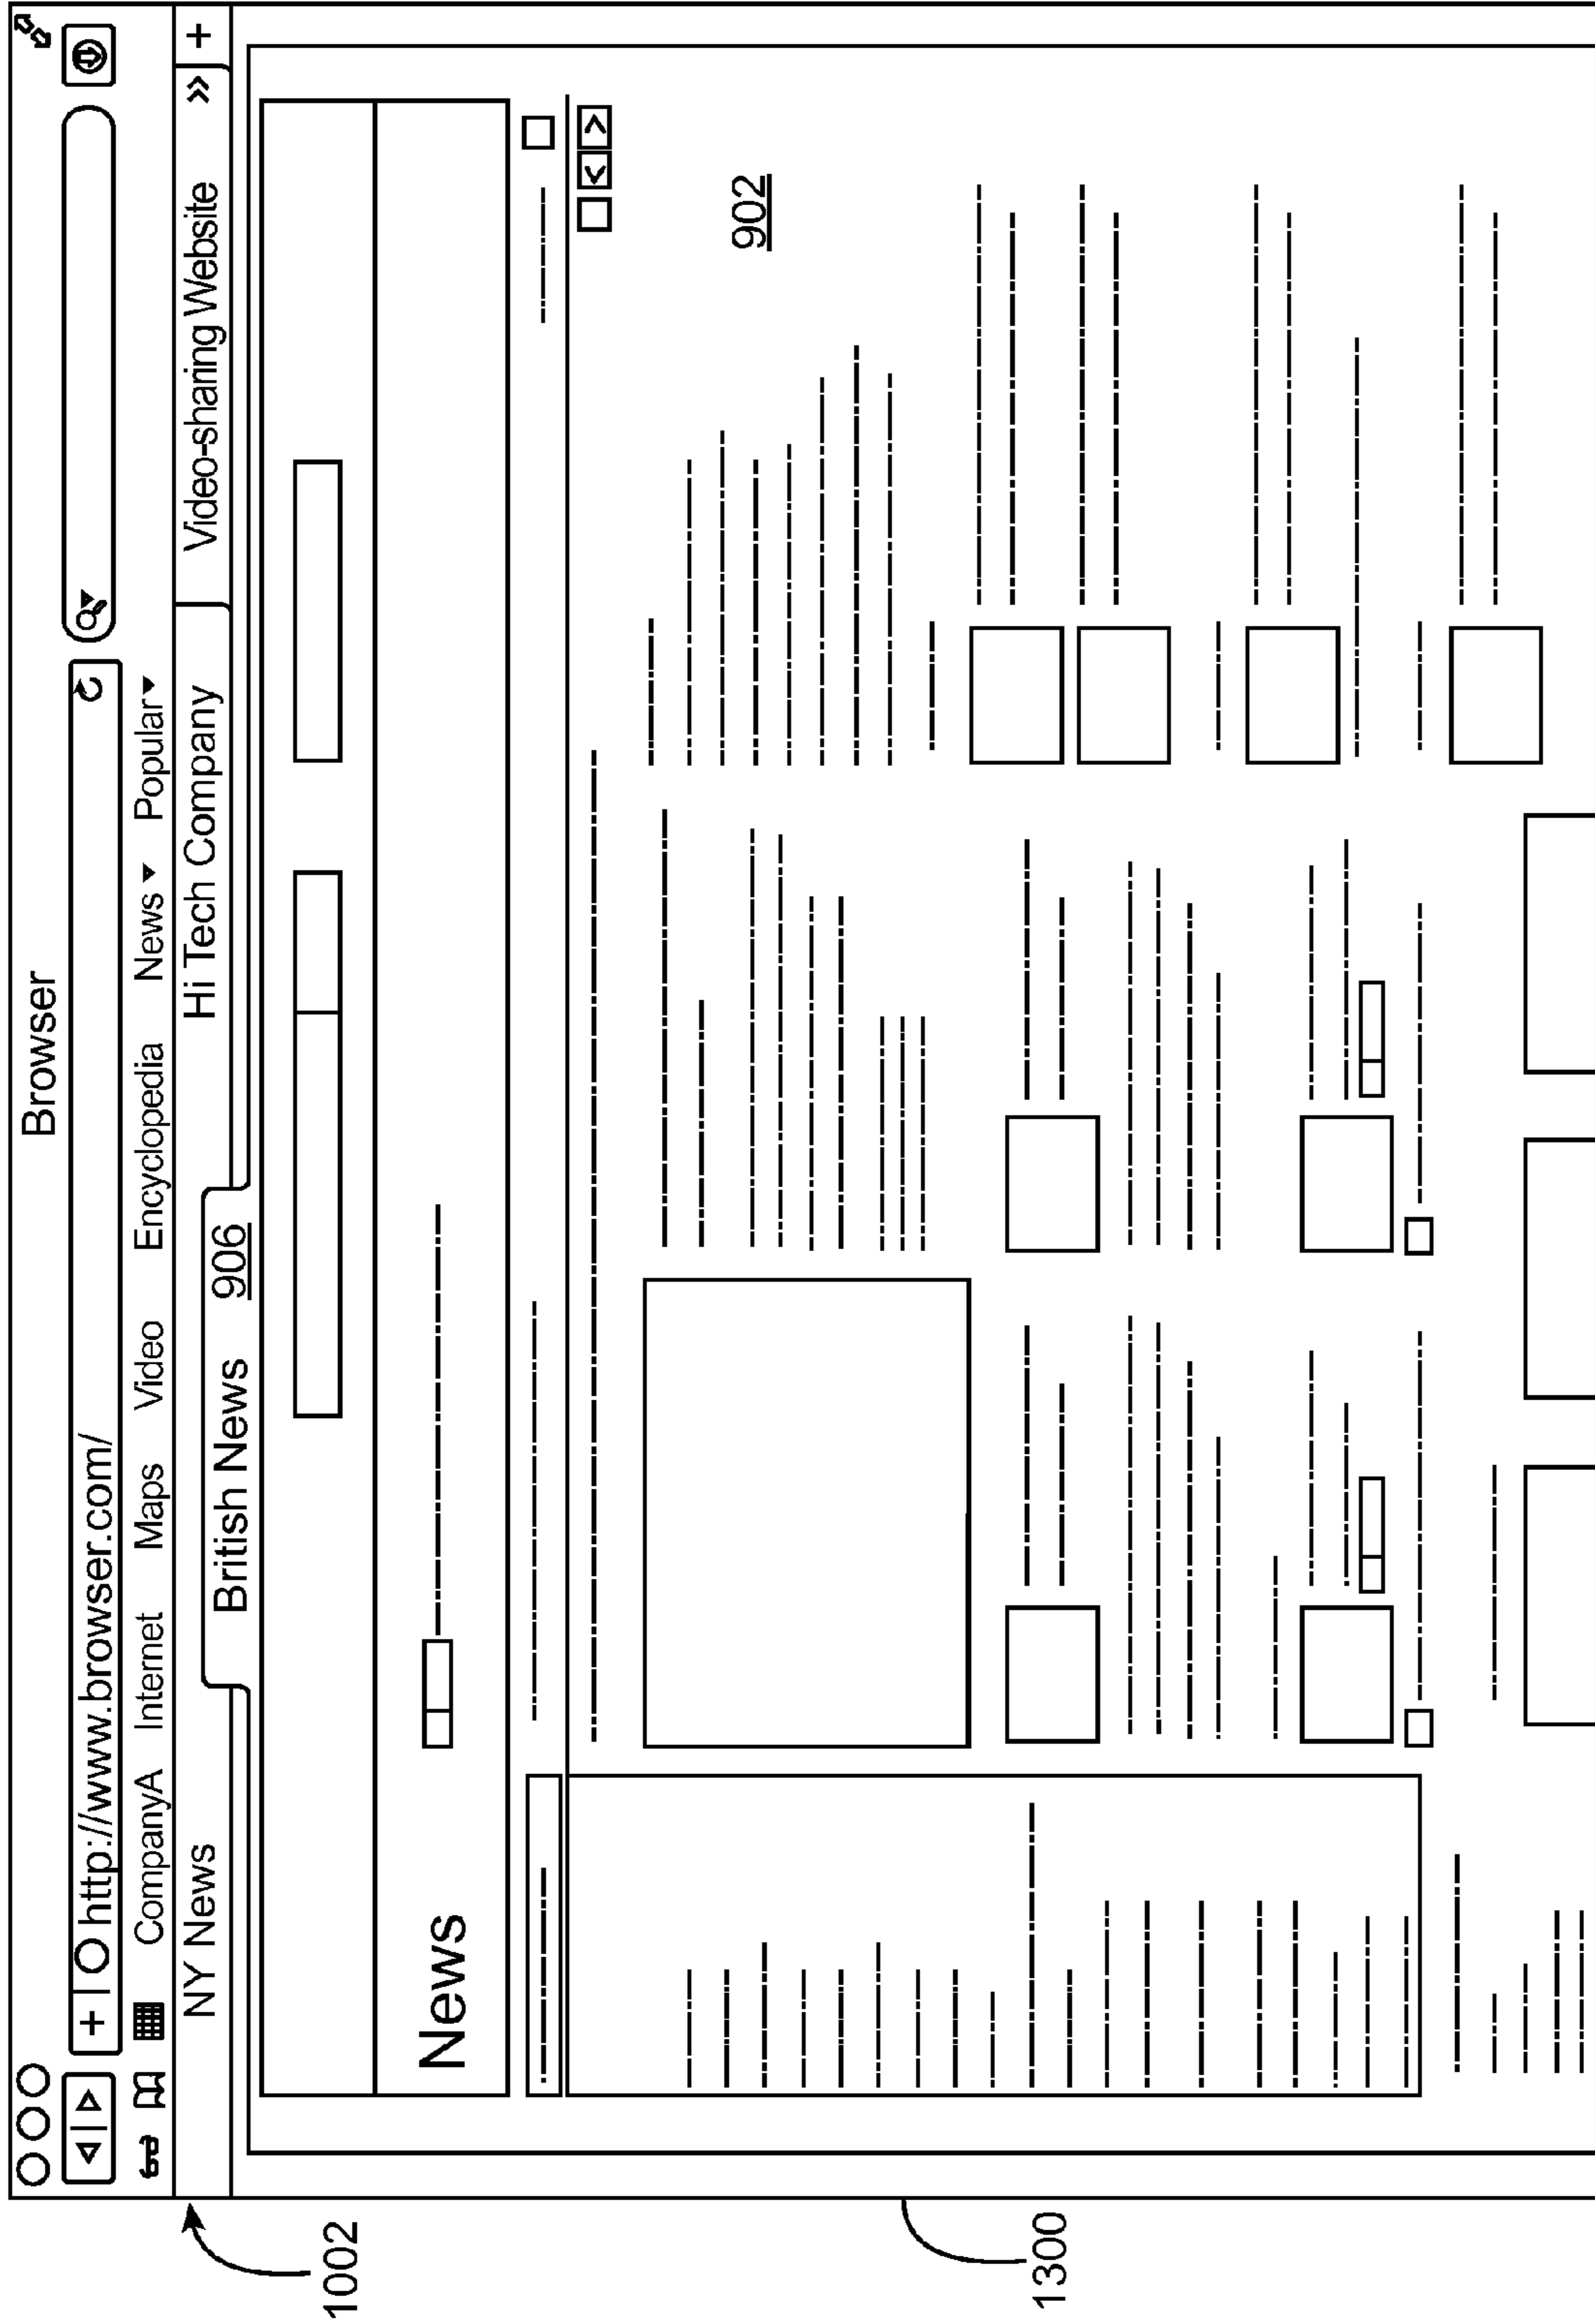 Browser
+ http://www.browser.com/
CompanyA Internet Maps Video Encyclopedia News Popular
NY News British News 906 Hi Tech Company Video-sharing Website » +
News
902
1002
1300